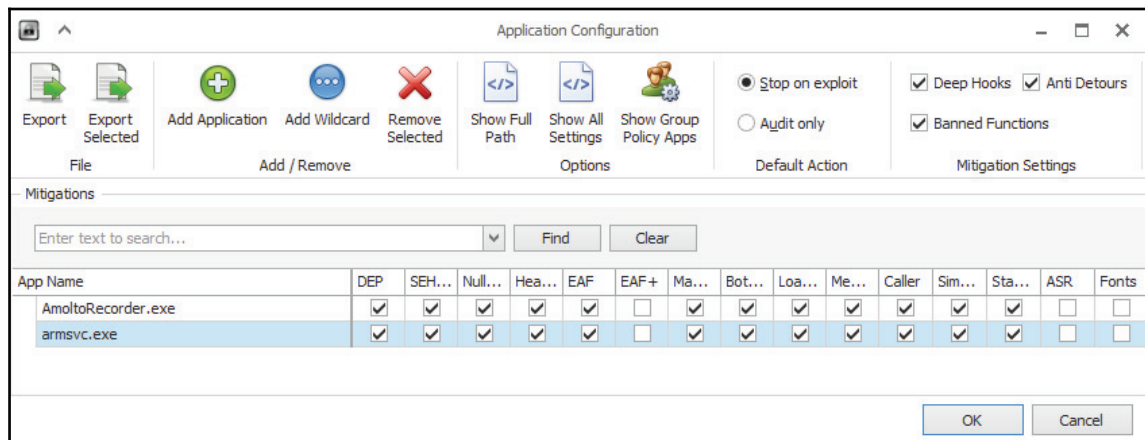 Application Configuration
Export
Export Selected
Add Application
Add Wildcard
Remove Selected
Show Full Path
Show All Settings
Show Group Policy Apps
Stop on exploit
Audit only
Deep Hooks
Anti Detours
Banned Functions
File
Add / Remove
Options
Default Action
Mitigation Settings
Mitigations
Enter text to search...
Find
Clear
App Name DEP SEH... Null... Hea... EAF EAF+ Ma... Bot... Loa... Me... Caller Sim... Sta... ASR Fonts
AmoltoRecorder.exe
armsvc.exe
OK
Cancel